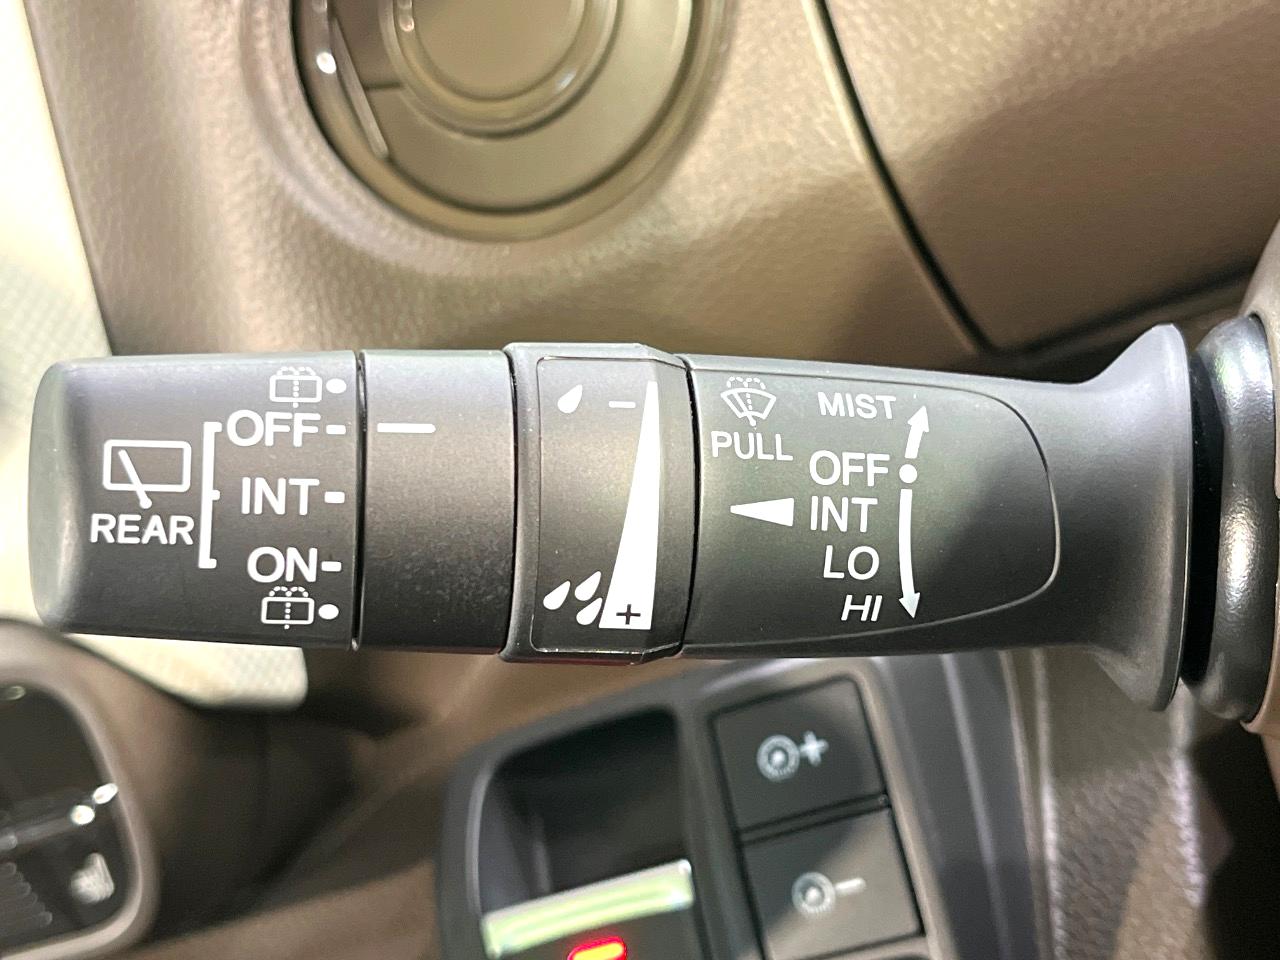 OFF-
INT-
REAR
ON-
—
−
+
PULL
MIST
OFF
INT
LO
HI
+
−